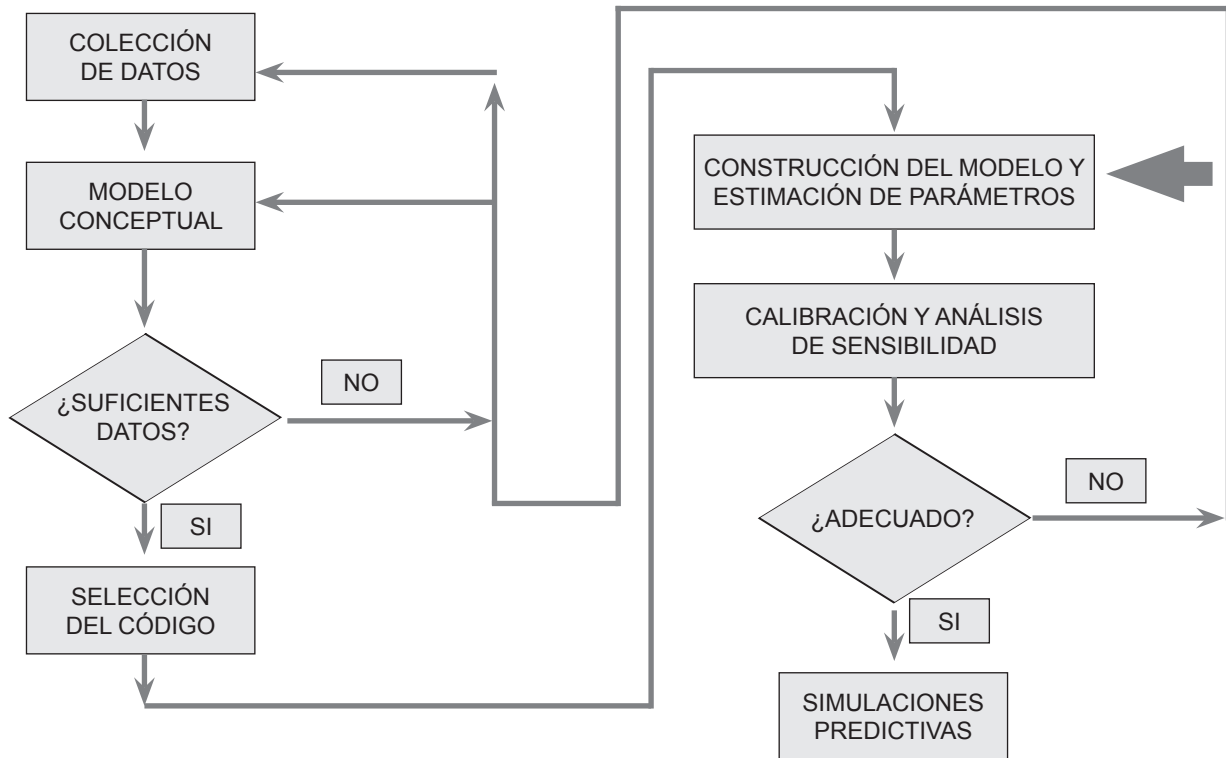 COLECCIÓN
DE DATOS
MODELO
CONCEPTUAL
¿SUFICIENTES
DATOS?
NO
SI
SELECCIÓN
DEL CÓDIGO
CONSTRUCCIÓN DEL MODELO Y
ESTIMACIÓN DE PARÁMETROS
CALIBRACIÓN Y ANÁLISIS
DE SENSIBILIDAD
¿ADECUADO?
NO
SI
SIMULACIONES
PREDICTIVAS